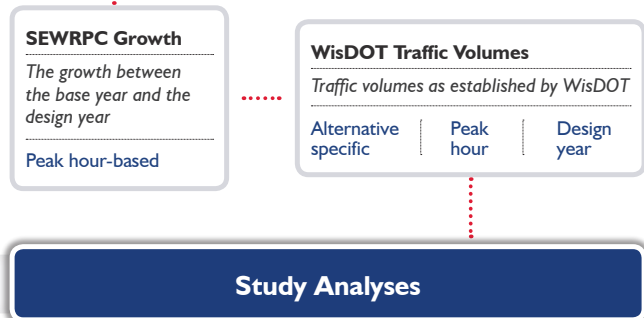 SEWRPC Growth
The growth between
the base year and the
design year
Peak hour-based
WisDOT Traffic Volumes
Traffic volumes as established by WisDOT
Alternative specific
Peak hour
Design year
Study Analyses